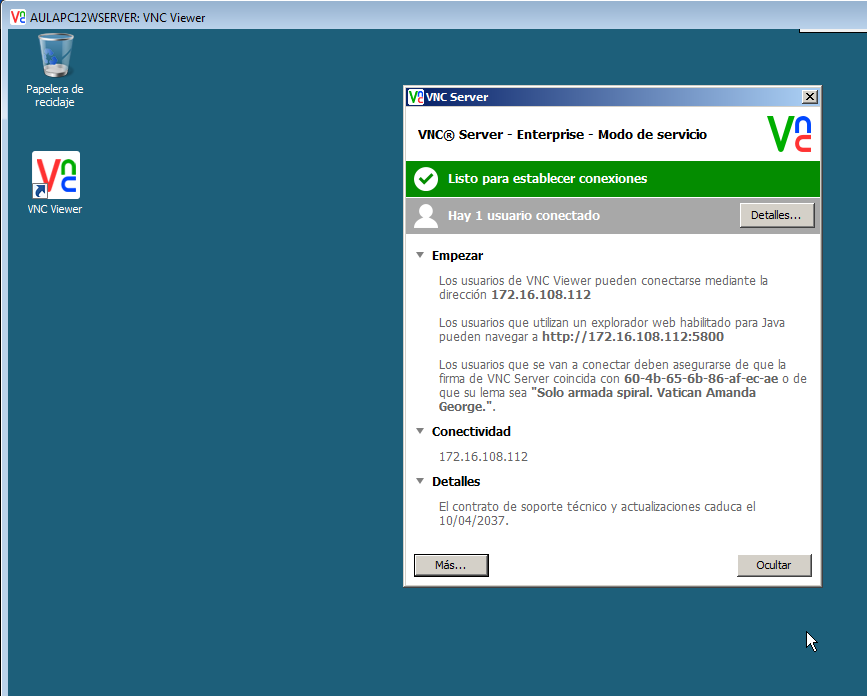 AULAPC12WSERVER: VNC Viewer
Papelera de
reciclaje
VNC Viewer
VNC Server
VNC® Server - Enterprise - Modo de servicio
Listo para establecer conexiones
Hay 1 usuario conectado
Detalles...
Empezar
Los usuarios de VNC Viewer pueden conectarse mediante la
dirección 172.16.108.112
Los usuarios que utilizan un explorador web habilitado para Java
pueden navegar a http://172.16.108.112:5800
Los usuarios que se van a conectar deben asegurarse de que la
firma de VNC Server coincida con 60-4b-65-6b-86-af-ec-ae o de
que su lema sea "Solo armada spiral. Vatican Amanda
George.".
Conectividad
172.16.108.112
Detalles
El contrato de soporte técnico y actualizaciones caduca el
10/04/2037.
Más...
Ocultar